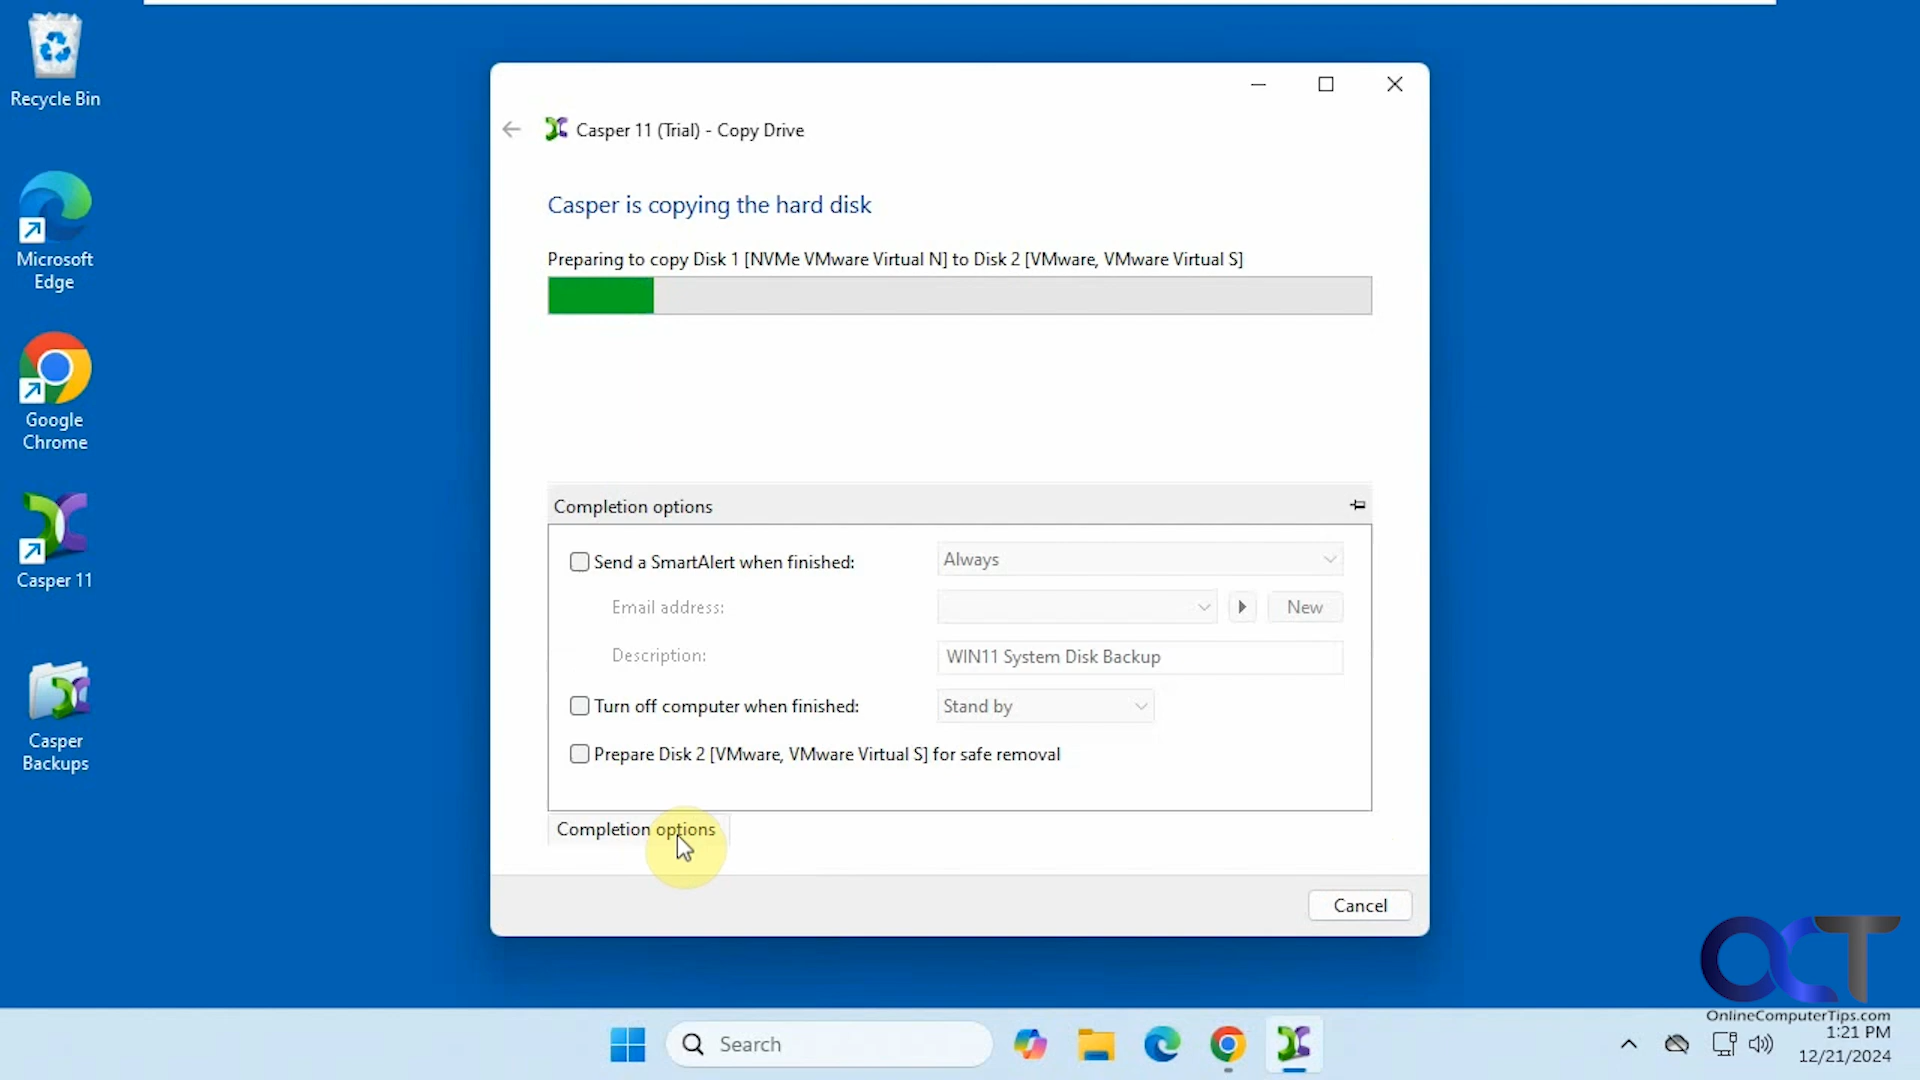 Recycle Bin
Microsoft
Edge
Google
Chrome
Casper 11
Casper
Backups
Casper 11 (Trial) - Copy Drive
Casper is copying the hard disk
Preparing to copy Disk 1 [NVMe VMware Virtual N] to Disk 2 [VMware, VMware Virtual S]
Completion options
Send a SmartAlert when finished: Always
Email address: New
Description: WIN11 System Disk Backup
Turn off computer when finished: Stand by
Prepare Disk 2 [VMware, VMware Virtual S] for safe removal
Completion options
Cancel
OCT
OnlineComputerTips.com
Search
1:21 PM
12/21/2024